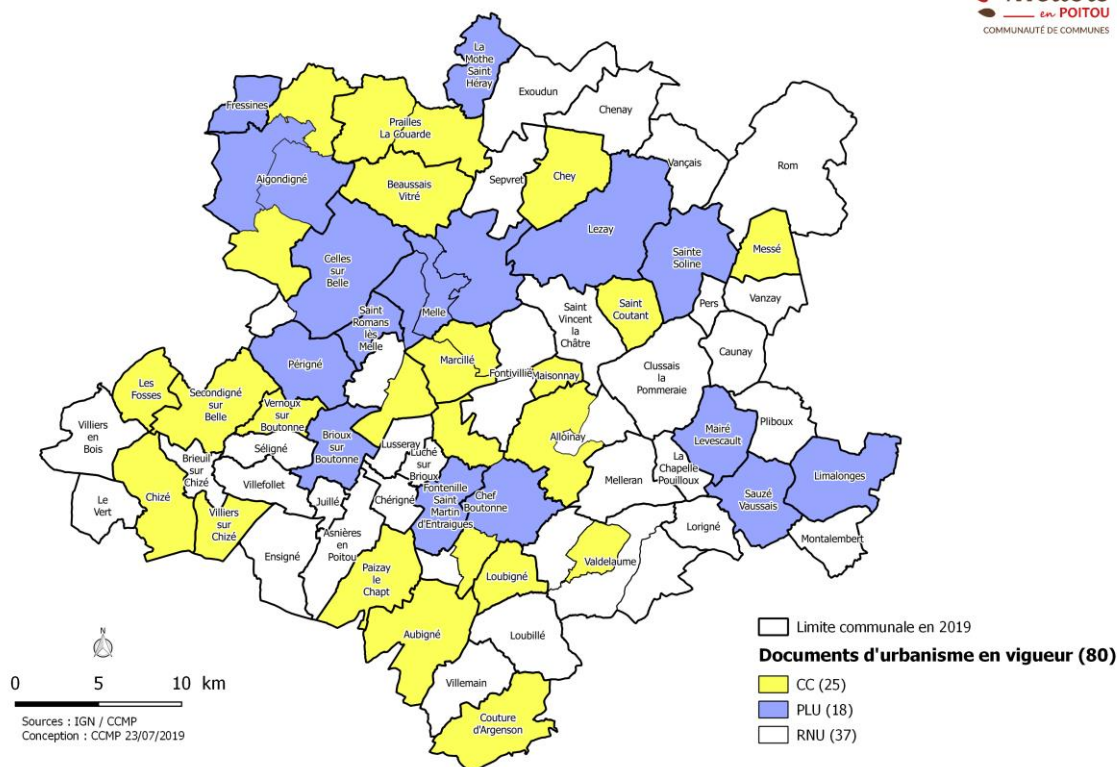 en POITOU
COMMUNAUTÉ DE COMMUNES
La
Mothe
Saint
Héray
Exoudun
Chenay
Fressines
Prailles
La Couarde
Vançais
Rom
Aigondigné
Beaussais
Vitré
Sepvret
Chey
Lezay
Celles
sur
Belle
Sainte
Soline
Messé
Melle
Saint
Romans
lès
Melle
Saint
Vincent
la
Châtre
Saint
Coutant
Pers
Vanzay
Périgné
Marcillé
Fontivillié
Maisonnay
Clussais
la
Pommeraie
Caunay
Les
Fosses
Secondigné
sur
Belle
Vernoux
sur
Boutonne
Villiers
en
Bois
Brioux
sur
Boutonne
Alloinay
Mairé
Levescault
Pliboux
Séligné
Lusseray
Luché
sur
Brioux
Brieuil
sur
Chizé
Villefollet
La
Chapelle
Pouilloux
Limalonges
Chizé
Le
Vert
Juillé
Chérigné
Fontenille
Saint
Martin
d'Entraigues
Chef
Boutonne
Melleran
Sauzé
Vaussais
Villiers
sur
Chizé
Asnières
en
Poitou
Lorigné
Montalembert
Ensigné
Paizay
le
Chapt
Loubigné
Valdelaume
Aubigné
Loubillé
Villemain
Couture
d'Argenson
N
0 5 10 km
Sources : IGN / CCMP
Conception : CCMP 23/07/2019
Limite communale en 2019
Documents d'urbanisme en vigueur (80)
CC (25)
PLU (18)
RNU (37)